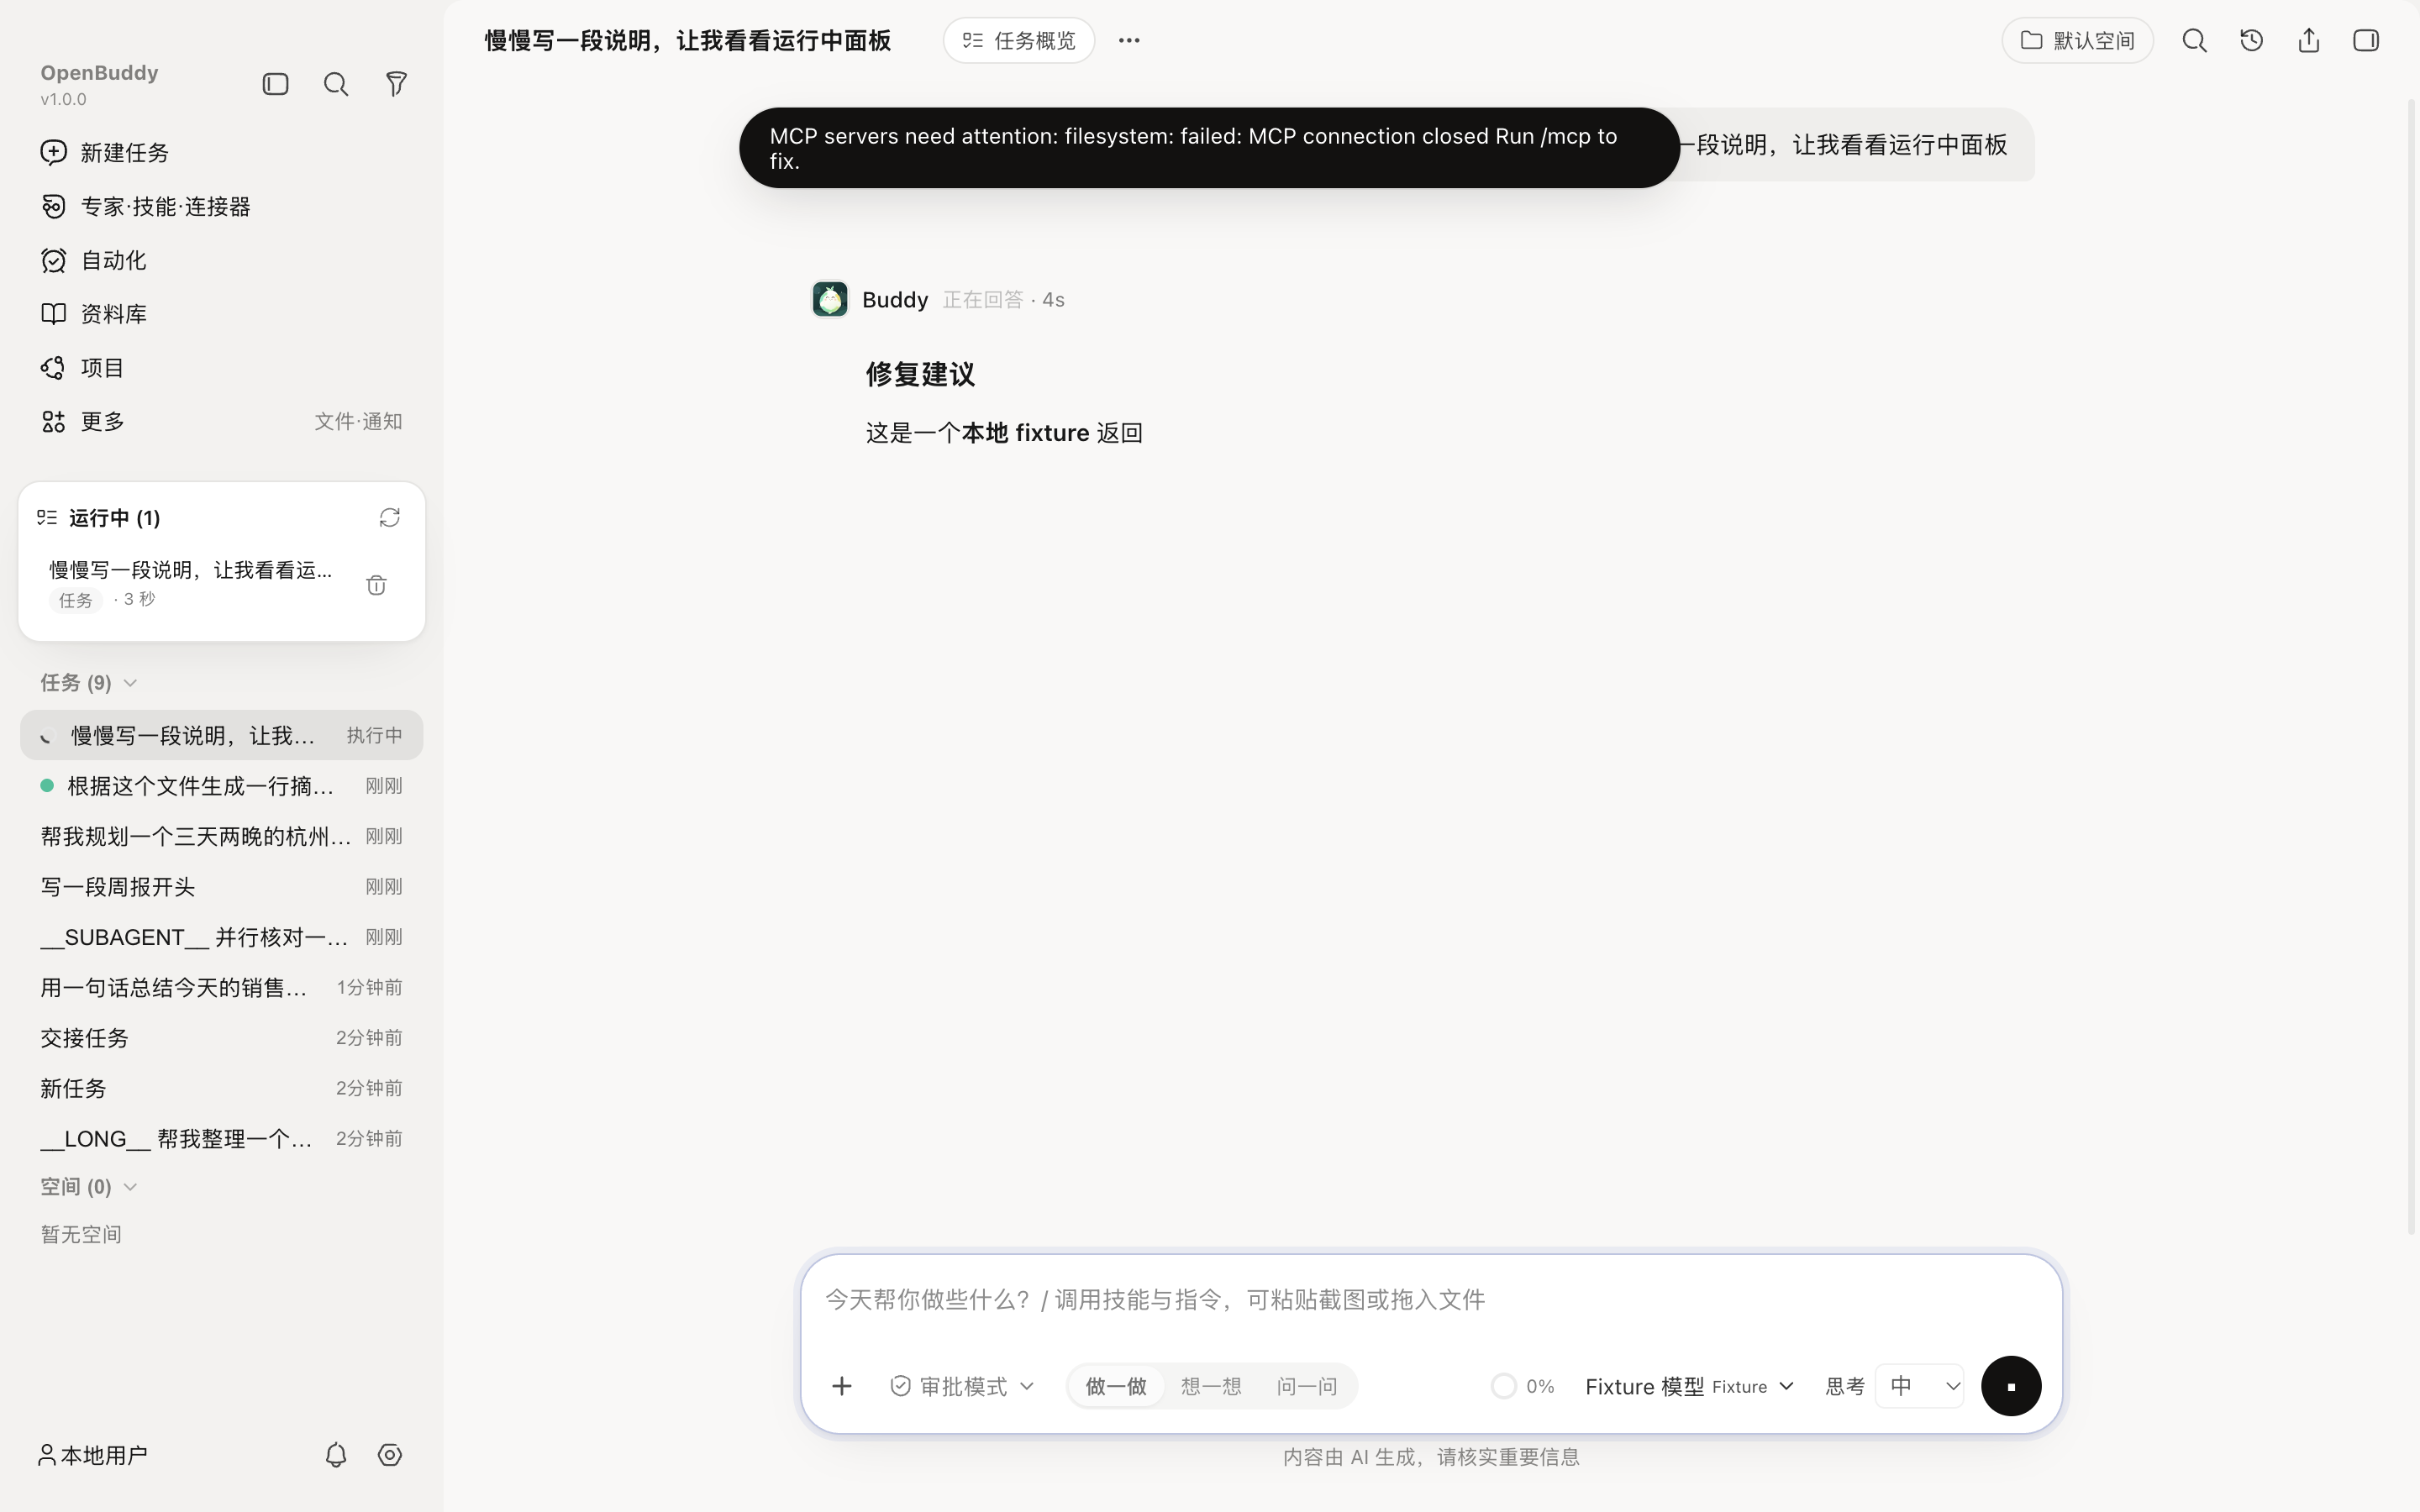 OpenBuddy
v1.0.0
新建任务
专家·技能·连接器
自动化
资料库
项目
更多 文件·通知
运行中 (1)
慢慢写一段说明，让我看看运...
任务 · 3 秒
任务 (9)
慢慢写一段说明，让我... 执行中
根据这个文件生成一行摘... 刚刚
帮我规划一个三天两晚的杭州... 刚刚
写一段周报开头 刚刚
__SUBAGENT__ 并行核对一... 刚刚
用一句话总结今天的销售... 1分钟前
交接任务 2分钟前
新任务 2分钟前
__LONG__ 帮我整理一个... 2分钟前
空间 (0)
暂无空间
本地用户
慢慢写一段说明，让我看看运行中面板 任务概览 默认空间
MCP servers need attention: filesystem: failed: MCP connection closed Run /mcp to
fix.
一段说明，让我看看运行中面板
Buddy 正在回答 · 4s
修复建议
这是一个本地 fixture 返回
今天帮你做些什么？/ 调用技能与指令，可粘贴截图或拖入文件
审批模式 做一做 想一想 问一问 0% Fixture 模型 Fixture 思考 中
内容由 AI 生成，请核实重要信息